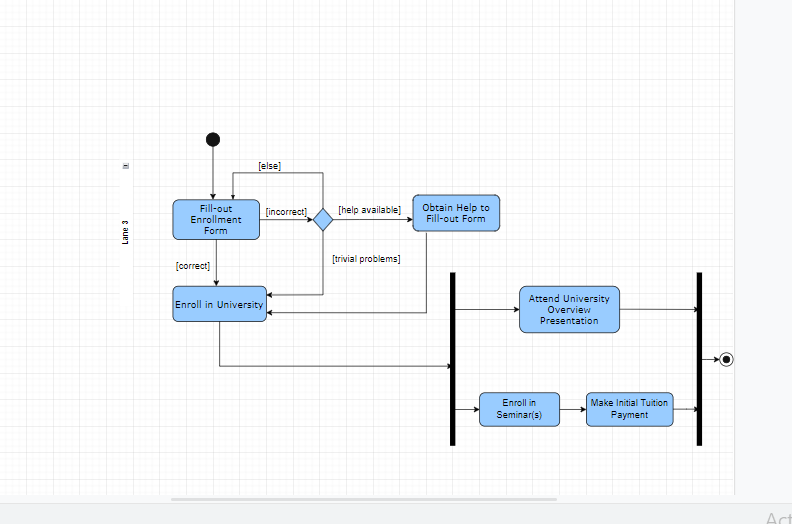 [else]
Fill-out
Enrollment
Form
[incorrect]
[help available]
Obtain Help to
Fill-out Form
Lane 3
[correct]
[trivial problems]
Enroll in University
Attend University
Overview
Presentation
Enroll in
Seminar(s)
Make Initial Tuition
Payment